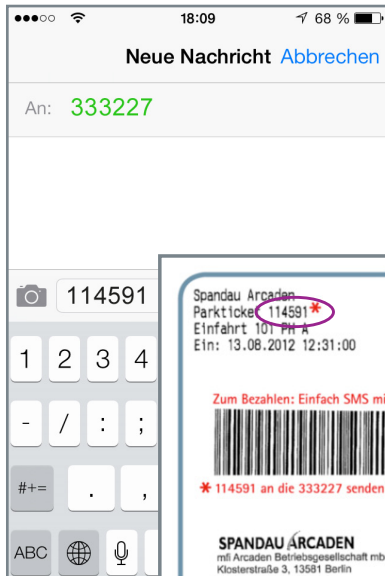 18:09 68 %
Neue Nachricht Abbrechen
An: 333227
114591
1 2 3 4
- / : ;
#+= . ,
ABC
Spandau Arcaden
Parkticket 114591*
Einfahrt 101 PH A
Ein: 13.08.2012 12:31:00
Zum Bezahlen: Einfach SMS mi
* 114591 an die 333227 senden
SPANDAU ARCADEN
mfi Arcaden Betriebsgesellschaft mb
Klosterstraße 3, 13581 Berlin